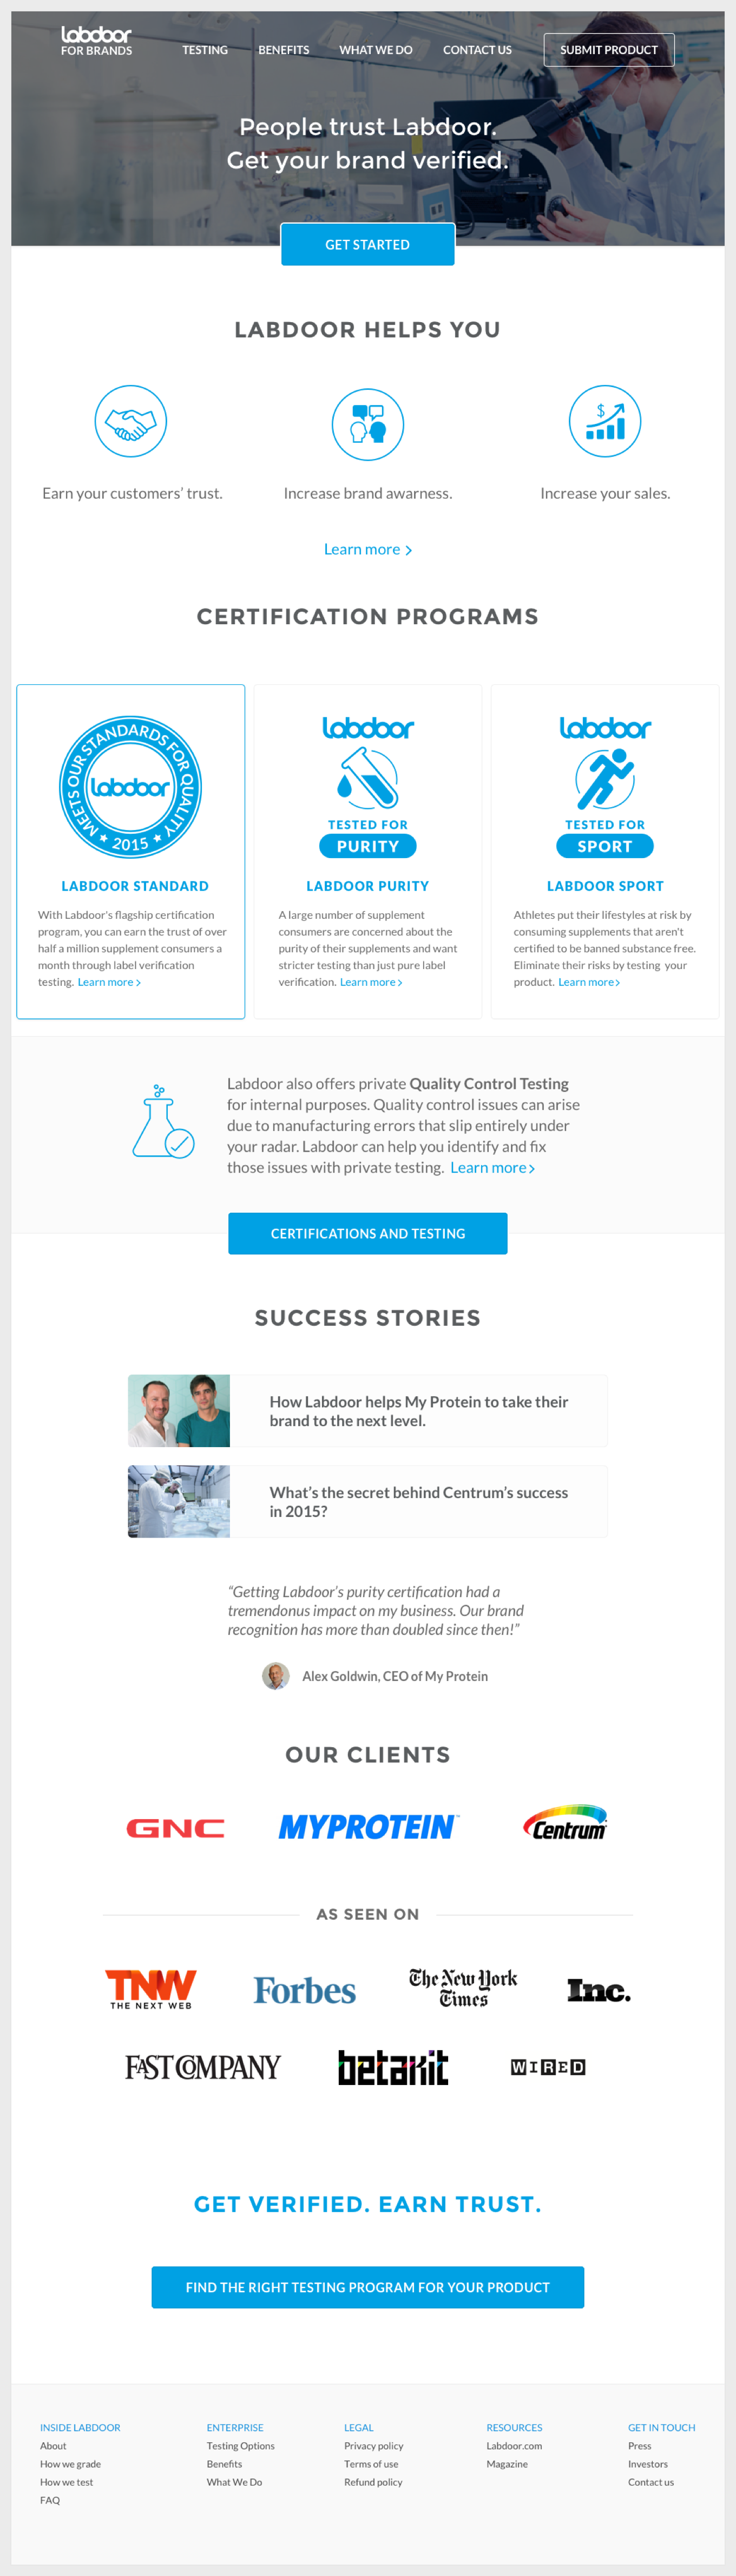 labdoor
FOR BRANDS
TESTING
BENEFITS
WHAT WE DO
CONTACT US
SUBMIT PRODUCT
People trust Labdoor.
Get your brand verified.
GET STARTED
LABDOOR HELPS YOU
$
Earn your customers' trust.
Increase brand awarness.
Increase your sales.
Learn more >
CERTIFICATION PROGRAMS
MEETS OUR STANDARDS FOR QUALITY
labdoor
★ 2015 ★
LABDOOR STANDARD
With Labdoor's flagship certification
program, you can earn the trust of over
half a million supplement consumers a
month through label verification
testing. Learn more >
labdoor
TESTED FOR
PURITY
LABDOOR PURITY
A large number of supplement
consumers are concerned about the
purity of their supplements and want
stricter testing than just pure label
verification. Learn more >
labdoor
TESTED FOR
SPORT
LABDOOR SPORT
Athletes put their lifestyles at risk by
consuming supplements that aren't
certified to be banned substance free.
Eliminate their risks by testing your
product. Learn more >
Labdoor also offers private Quality Control Testing
for internal purposes. Quality control issues can arise
due to manufacturing errors that slip entirely under
your radar. Labdoor can help you identify and fix
those issues with private testing. Learn more >
CERTIFICATIONS AND TESTING
SUCCESS STORIES
How Labdoor helps My Protein to take their
brand to the next level.
What's the secret behind Centrum's success
in 2015?
“Getting Labdoor's purity certification had a
tremendonus impact on my business. Our brand
recognition has more than doubled since then!”
Alex Goldwin, CEO of My Protein
OUR CLIENTS
GNC
MYPROTEIN™
Centrum
AS SEEN ON
TNW
THE NEXT WEB
Forbes
The New York
Times
Inc.
FAST COMPANY
betakit
WIRED
GET VERIFIED. EARN TRUST.
FIND THE RIGHT TESTING PROGRAM FOR YOUR PRODUCT
INSIDE LABDOOR
About
How we grade
How we test
FAQ
ENTERPRISE
Testing Options
Benefits
What We Do
LEGAL
Privacy policy
Terms of use
Refund policy
RESOURCES
Labdoor.com
Magazine
GET IN TOUCH
Press
Investors
Contact us